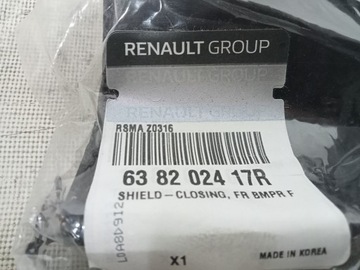 RENAULT GROUP
RENAULT GROUP
RSMA Z0316
63 82 024 17R
SHIELD-CLOSING, FR BMPR F
X1
MADE IN KOREA